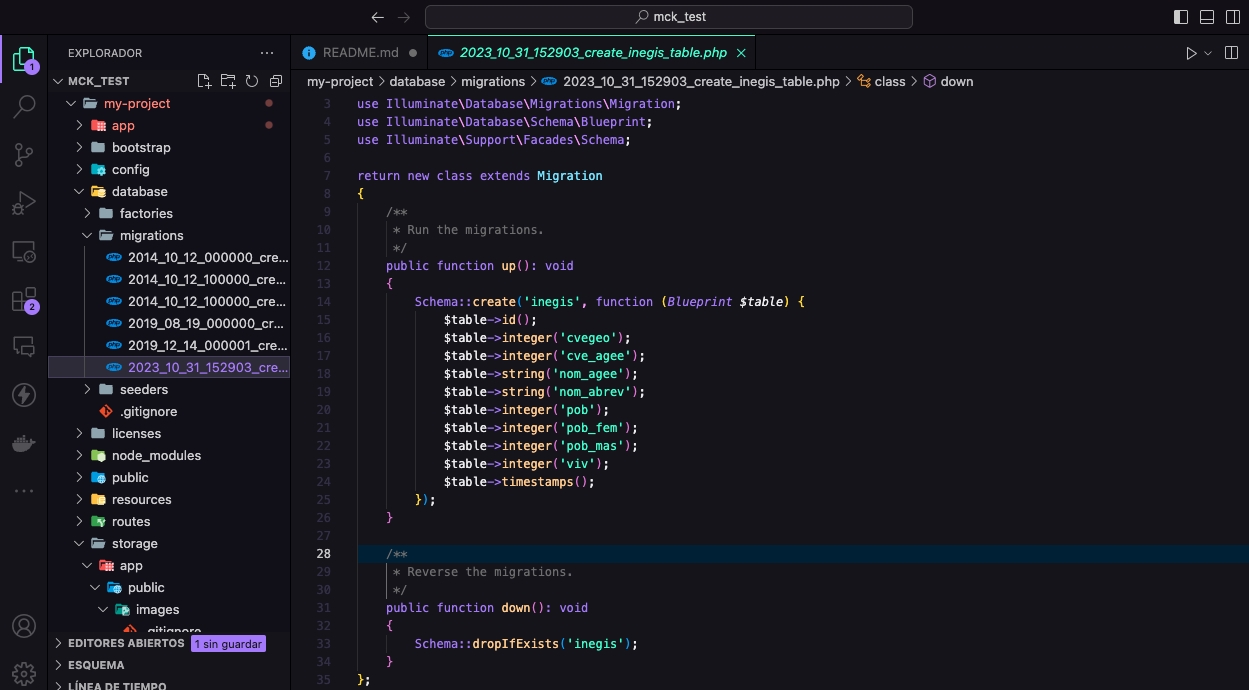 mck_test
EXPLORADOR
MCK_TEST
my-project
app
bootstrap
config
database
factories
migrations
2014_10_12_000000_cre...
2014_10_12_100000_cre...
2014_10_12_100000_cre...
2019_08_19_000000_cr...
2019_12_14_000001_cre...
2023_10_31_152903_cre...
seeders
.gitignore
licenses
node_modules
public
resources
routes
storage
app
public
images
.gitignore
EDITORES ABIERTOS 1 sin guardar
ESQUEMA
LÍNEA DE TIEMPO
1
2
README.md
2023_10_31_152903_create_inegis_table.php
my-project > database > migrations > 2023_10_31_152903_create_inegis_table.php > class > down
3 use Illuminate\Database\Migrations\Migration;
4 use Illuminate\Database\Schema\Blueprint;
5 use Illuminate\Support\Facades\Schema;
6
7 return new class extends Migration
8 {
9     /**
10      * Run the migrations.
11      */
12     public function up(): void
13     {
14         Schema::create('inegis', function (Blueprint $table) {
15             $table->id();
16             $table->integer('cvegeo');
17             $table->integer('cve_agee');
18             $table->string('nom_agee');
19             $table->string('nom_abrev');
20             $table->integer('pob');
21             $table->integer('pob_fem');
22             $table->integer('pob_mas');
23             $table->integer('viv');
24             $table->timestamps();
25         });
26     }
27
28     /**
29      * Reverse the migrations.
30      */
31     public function down(): void
32     {
33         Schema::dropIfExists('inegis');
34     }
35 };